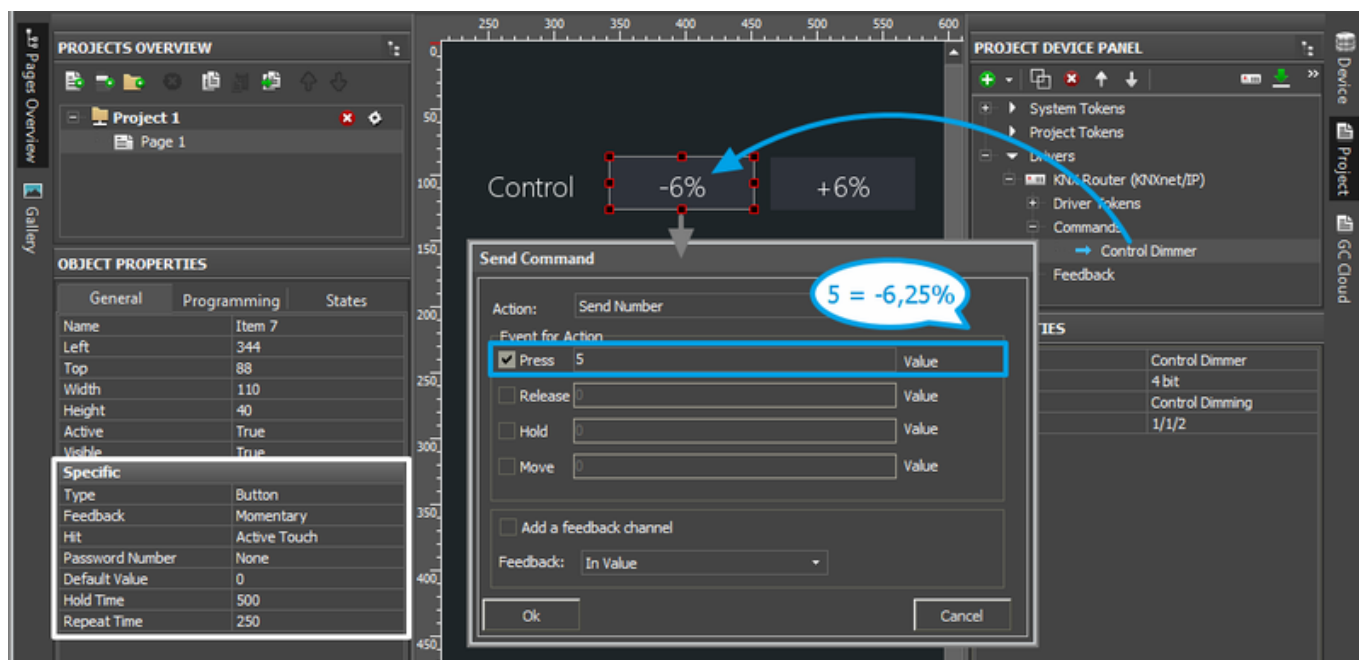 250 300 350 400 450 500 550 600
Pages Overview
Gallery
PROJECTS OVERVIEW
Project 1
Page 1
OBJECT PROPERTIES
General Programming States
Name Item 7
Left 344
Top 88
Width 110
Height 40
Active True
Visible True
Specific
Type Button
Feedback Momentary
Hit Active Touch
Password Number None
Default Value 0
Hold Time 500
Repeat Time 250
0
50
100
150
200
250
300
350
400
450
Control -6% +6%
Send Command
Action: Send Number
5 = -6,25%
Event for Action
Press 5 Value
Release 0 Value
Hold 0 Value
Move 0 Value
Add a feedback channel
Feedback: In Value
Ok Cancel
PROJECT DEVICE PANEL
System Tokens
Project Tokens
Drivers
KNX Router (KNXnet/IP)
Driver Tokens
Commands
Control Dimmer
Feedback
TIES
Control Dimmer
4 bit
Control Dimming
1/1/2
Device
Project
GC Cloud